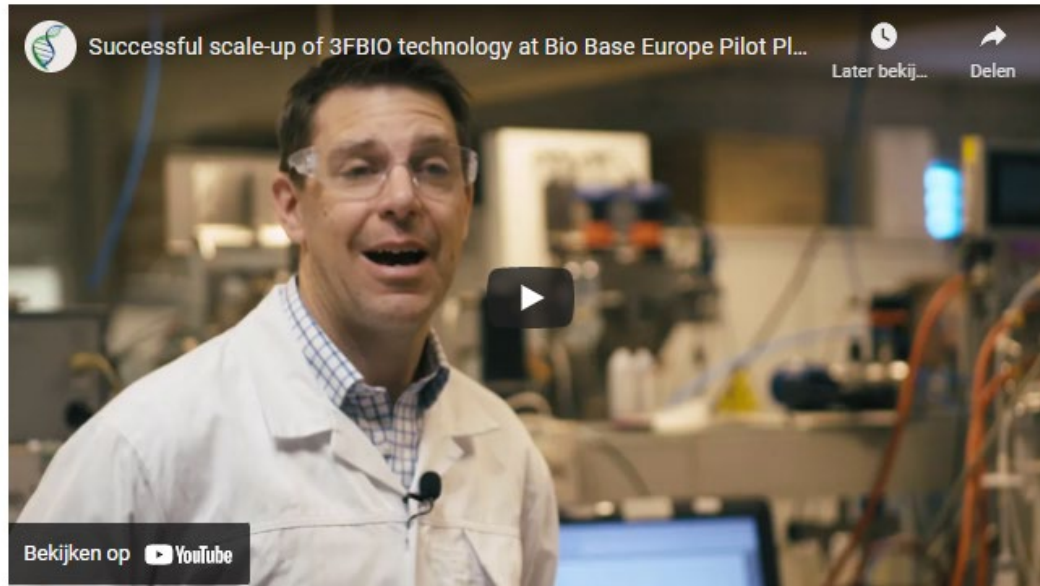 Successful scale-up of 3FBIO technology at Bio Base Europe Pilot Pl...
Later bekij...
Delen
Bekijken op YouTube